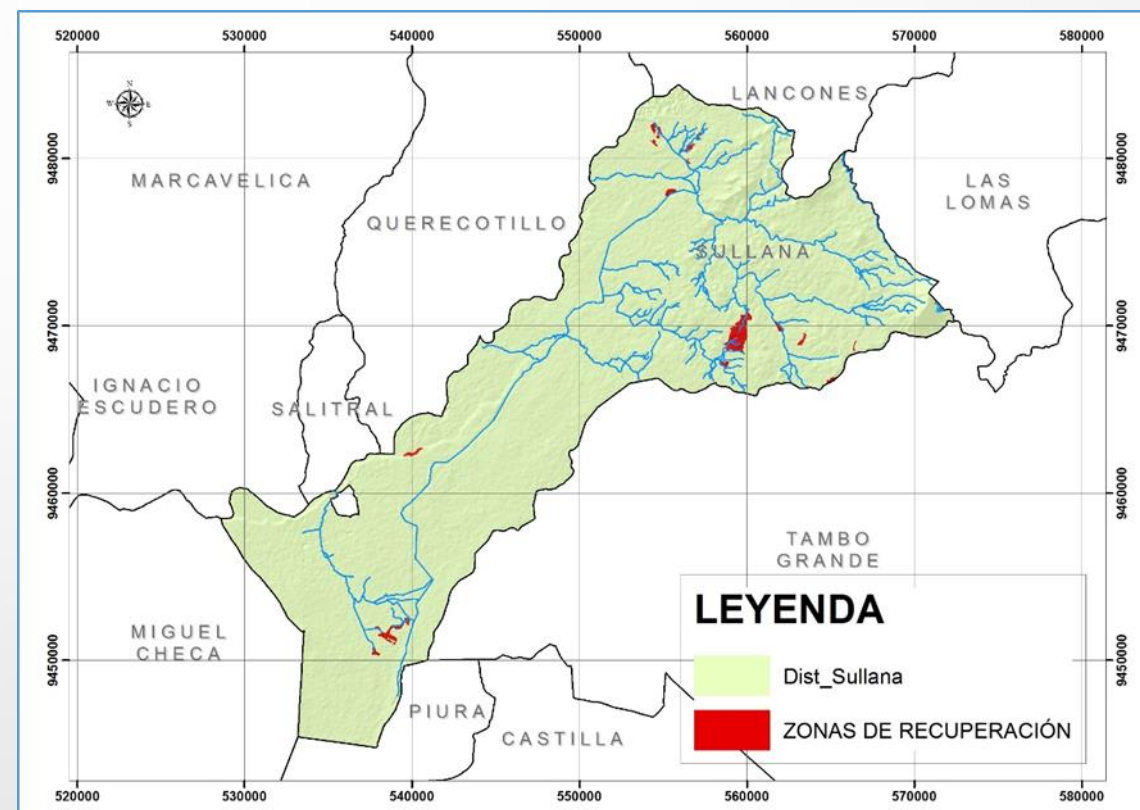 520000 530000 540000 550000 560000 570000 580000
N
W E
S
LANCONES
9480000 9480000
MARCAVELICA
LAS
LOMAS
QUERECOTILLO
SULLANA
9470000 9470000
IGNACIO
ESCUDERO
SALITRAL
9460000 9460000
TAMBO
GRANDE
MIGUEL
CHECA
LEYENDA
Dist_Sullana
ZONAS DE RECUPERACIÓN
9450000 9450000
PIURA
CASTILLA
520000 530000 540000 550000 560000 570000 580000